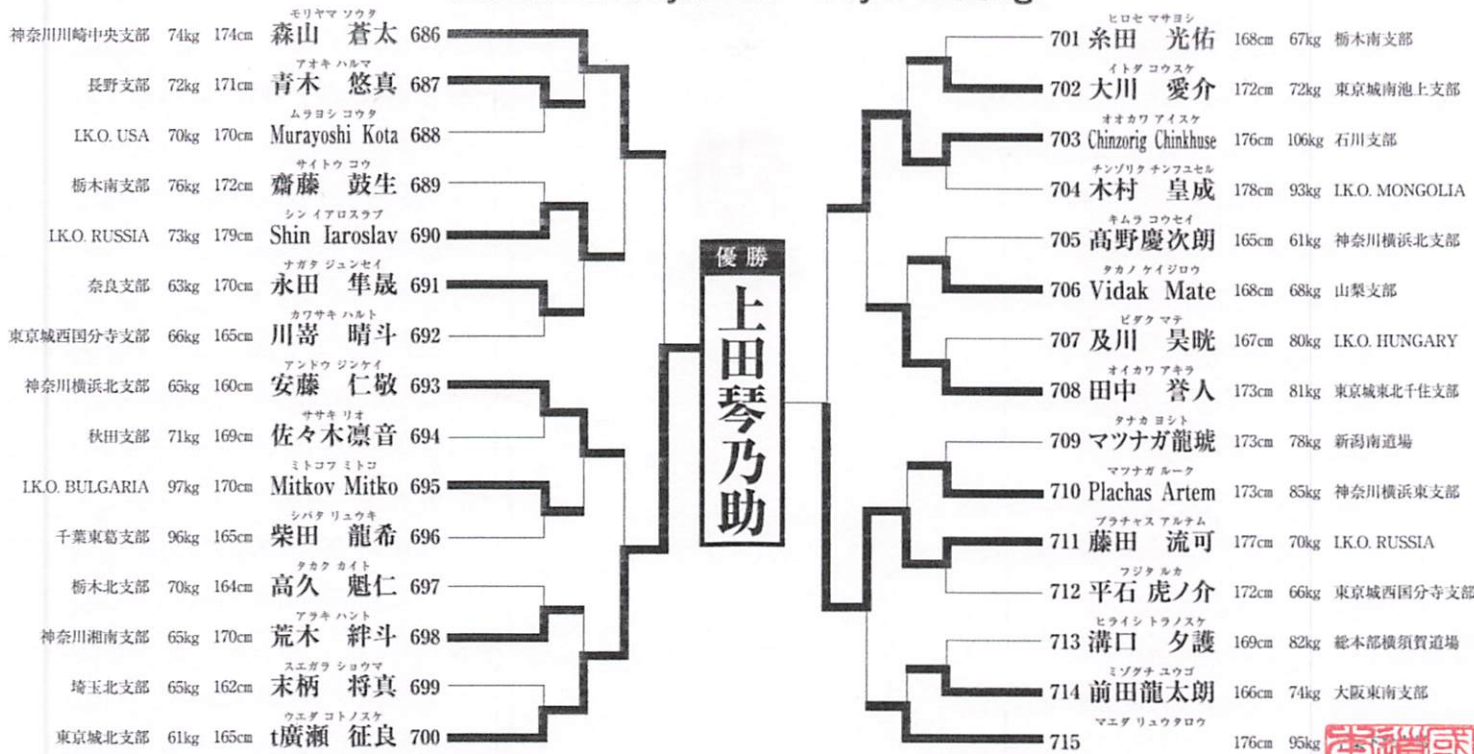 モリヤマ ソウタ
神奈川川崎中央支部 74kg 174cm 森山 蒼太 686
アオキ ハルマ
長野支部 72kg 171cm 青木 悠真 687
ムラヨシ コウタ
I.K.O. USA 70kg 170cm Murayoshi Kota 688
サイトウ コウ
栃木南支部 76kg 172cm 齋藤 鼓生 689
シン イアロスラブ
I.K.O. RUSSIA 73kg 179cm Shin Iaroslav 690
ナガタ ジュンセイ
奈良支部 63kg 170cm 永田 隼晟 691
カワサキ ハルト
東京城西国分寺支部 66kg 165cm 川嵜 晴斗 692
アンドウ ジンケイ
神奈川横浜北支部 65kg 160cm 安藤 仁敬 693
ササキ リオ
秋田支部 71kg 169cm 佐々木凛音 694
ミトコフ ミトコ
I.K.O. BULGARIA 97kg 170cm Mitkov Mitko 695
シバタ リュウキ
千葉東葛支部 96kg 165cm 柴田 龍希 696
タカク カイト
栃木北支部 70kg 164cm 高久 魁仁 697
アラキ ハント
神奈川湘南支部 65kg 170cm 荒木 絆斗 698
スエガラ ショウマ
埼玉北支部 65kg 162cm 末柄 将真 699
ウエダ コトノスケ
東京城北支部 61kg 165cm t廣瀬 征良 700
優勝
上田琴乃助
ヒロセ マサヨシ
701 糸田 光佑 168cm 67kg 栃木南支部
イトダ コウスケ
702 大川 愛介 172cm 72kg 東京城南池上支部
オオカワ アイスケ
703 Chinzorig Chinkhuse 176cm 106kg 石川支部
チンゾリク チンフユセル
704 木村 皇成 178cm 93kg I.K.O. MONGOLIA
キムラ コウセイ
705 髙野慶次朗 165cm 61kg 神奈川横浜北支部
タカノ ケイジロウ
706 Vidak Mate 168cm 68kg 山梨支部
ビダク マテ
707 及川 昊晄 167cm 80kg I.K.O. HUNGARY
オイカワ アキラ
708 田中 誉人 173cm 81kg 東京城東北千住支部
タナカ ヨシト
709 マツナガ龍琥 173cm 78kg 新潟南道場
マツナガ ルーク
710 Plachas Artem 173cm 85kg 神奈川横浜東支部
プラチャス アルテム
711 藤田 流可 177cm 70kg I.K.O. RUSSIA
フジタ ルカ
712 平石 虎ノ介 172cm 66kg 東京城西国分寺支部
ヒライシ トラノスケ
713 溝口 夕護 169cm 82kg 総本部横須賀道場
ミゾグチ ユウゴ
714 前田龍太朗 166cm 74kg 大阪東南支部
マエダ リュウタロウ
715 176cm 95kg